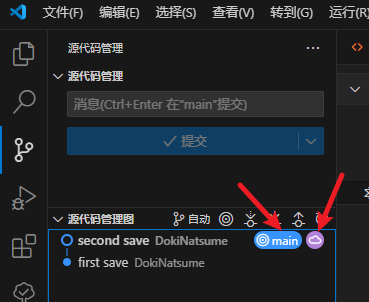 文件(F) 编辑(E) 选择(S) 查看(V) 转到(G) 运行(R)
源代码管理
源代码管理
消息(Ctrl+Enter 在"main"提交)
提交
源代码管理图 自动
second save DokiNatsume main
first save DokiNatsume